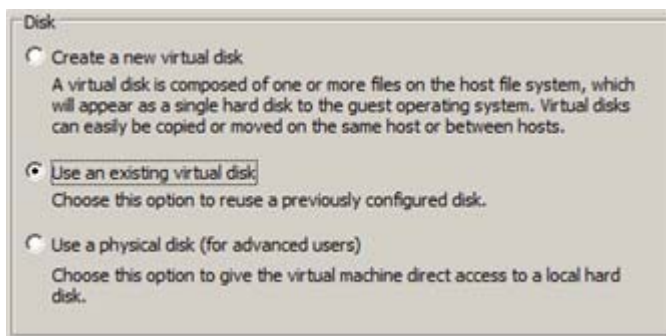 Disk
Create a new virtual disk
A virtual disk is composed of one or more files on the host file system, which
will appear as a single hard disk to the guest operating system. Virtual disks
can easily be copied or moved on the same host or between hosts.
Use an existing virtual disk
Choose this option to reuse a previously configured disk.
Use a physical disk (for advanced users)
Choose this option to give the virtual machine direct access to a local hard
disk.